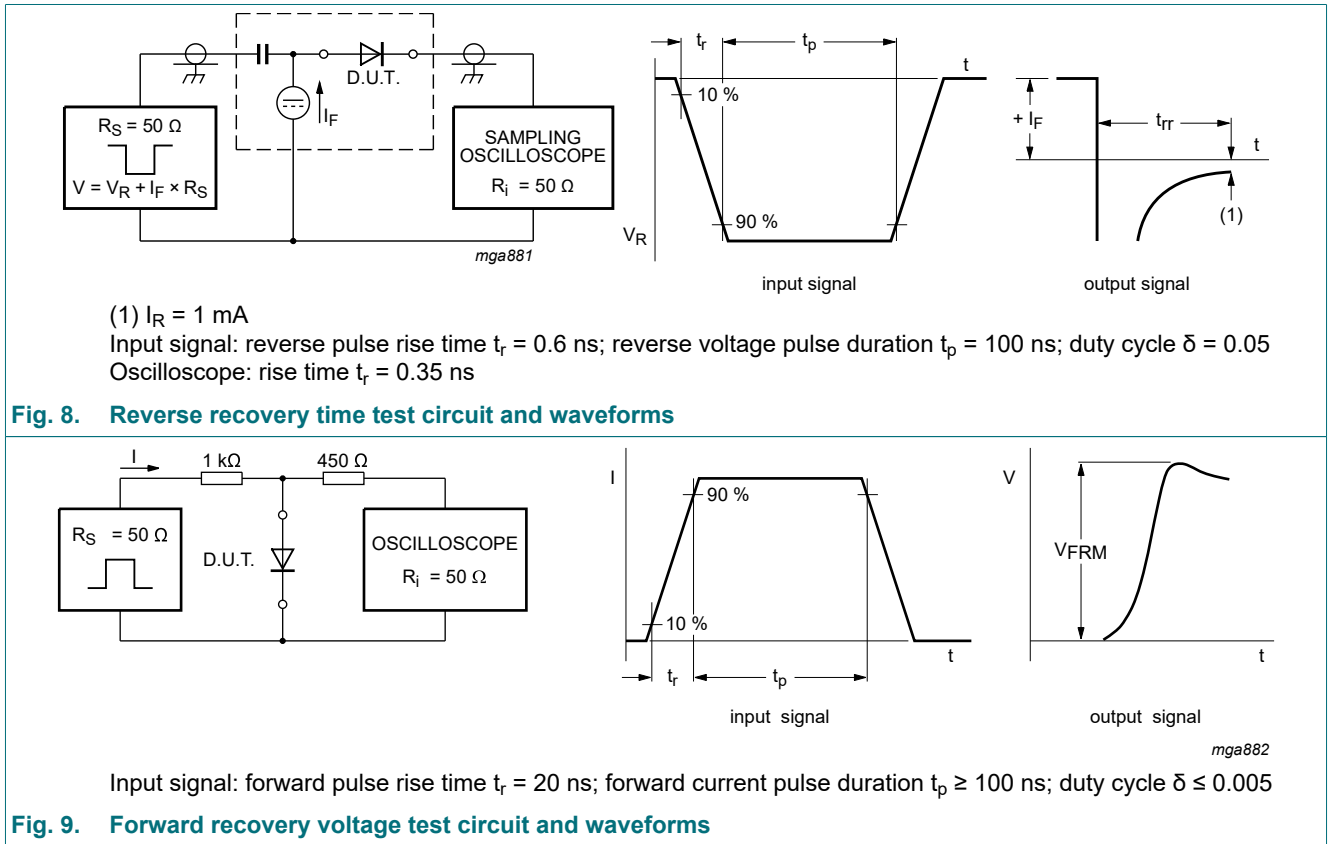 D.U.T.
I_F
R_S = 50 Ω
V = V_R + I_F × R_S
SAMPLING
OSCILLOSCOPE
R_i = 50 Ω
mga881
t_r
t_p
t
10 %
90 %
V_R
input signal
+ I_F
t_rr
t
(1)
output signal
(1) I_R = 1 mA
Input signal: reverse pulse rise time t_r = 0.6 ns; reverse voltage pulse duration t_p = 100 ns; duty cycle δ = 0.05
Oscilloscope: rise time t_r = 0.35 ns
Fig. 8. Reverse recovery time test circuit and waveforms
I
1 kΩ
450 Ω
R_S = 50 Ω
D.U.T.
OSCILLOSCOPE
R_i = 50 Ω
I
90 %
10 %
t
t_r
t_p
input signal
V
V_FRM
t
output signal
mga882
Input signal: forward pulse rise time t_r = 20 ns; forward current pulse duration t_p ≥ 100 ns; duty cycle δ ≤ 0.005
Fig. 9. Forward recovery voltage test circuit and waveforms